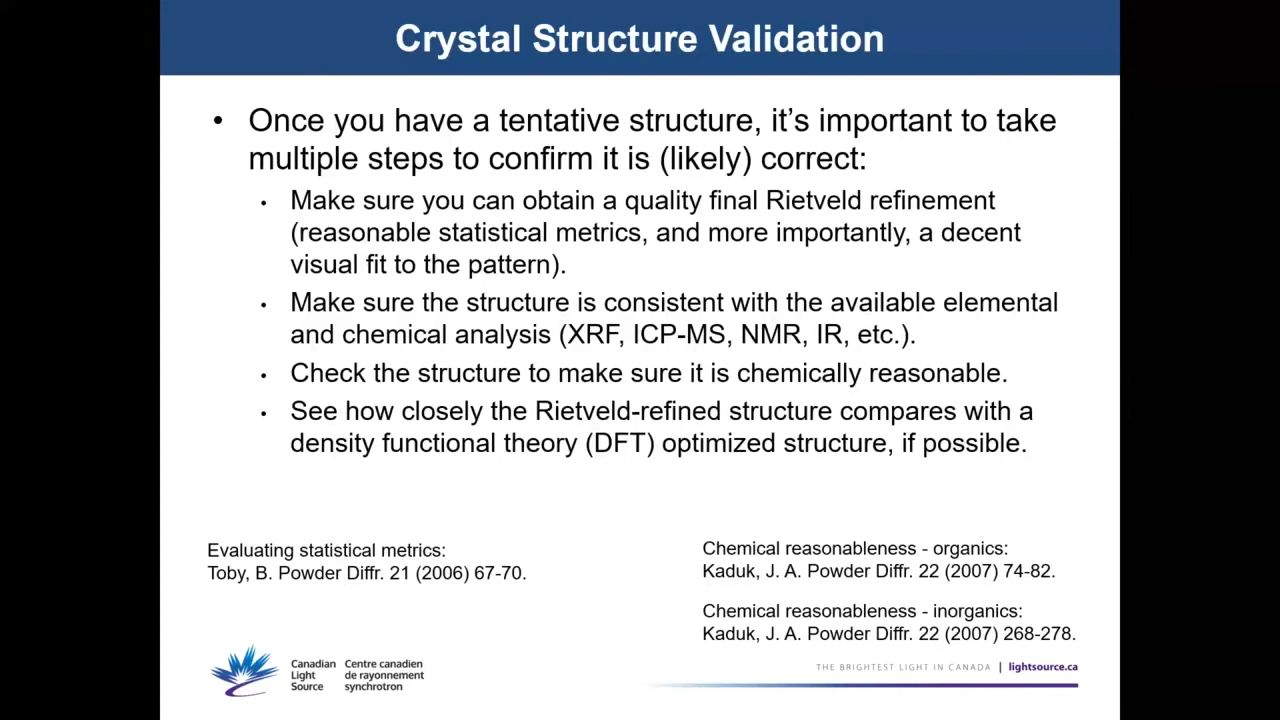 Crystal Structure Validation
• Once you have a tentative structure, it's important to take
multiple steps to confirm it is (likely) correct:
• Make sure you can obtain a quality final Rietveld refinement
(reasonable statistical metrics, and more importantly, a decent
visual fit to the pattern).
• Make sure the structure is consistent with the available elemental
and chemical analysis (XRF, ICP-MS, NMR, IR, etc.).
• Check the structure to make sure it is chemically reasonable.
• See how closely the Rietveld-refined structure compares with a
density functional theory (DFT) optimized structure, if possible.
Evaluating statistical metrics:
Toby, B. Powder Diffr. 21 (2006) 67-70.
Chemical reasonableness - organics:
Kaduk, J. A. Powder Diffr. 22 (2007) 74-82.
Chemical reasonableness - inorganics:
Kaduk, J. A. Powder Diffr. 22 (2007) 268-278.
Canadian
Light
Source
Centre canadien
de rayonnement
synchrotron
THE BRIGHTEST LIGHT IN CANADA | lightsource.ca